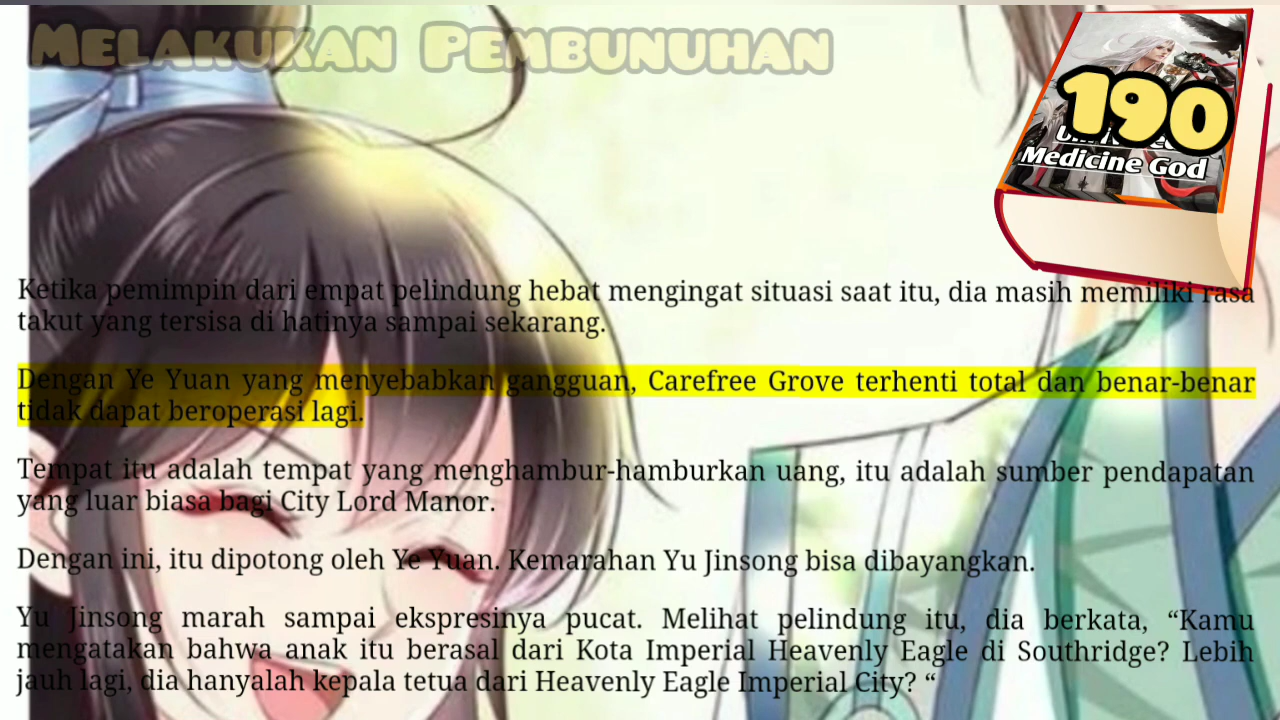 MELAKUKAN PEMBUNUHAN
190
Medicine God
Ketika pemimpin dari empat pelindung hebat mengingat situasi saat itu, dia masih memiliki rasa
takut yang tersisa di hatinya sampai sekarang.
Dengan Ye Yuan yang menyebabkan gangguan, Carefree Grove terhenti total dan benar-benar
tidak dapat beroperasi lagi.
Tempat itu adalah tempat yang menghambur-hamburkan uang, itu adalah sumber pendapatan
yang luar biasa bagi City Lord Manor.
Dengan ini, itu dipotong oleh Ye Yuan. Kemarahan Yu Jinsong bisa dibayangkan.
Yu Jinsong marah sampai ekspresinya pucat. Melihat pelindung itu, dia berkata, “Kamu
mengatakan bahwa anak itu berasal dari Kota Imperial Heavenly Eagle di Southridge? Lebih
jauh lagi, dia hanyalah kepala tetua dari Heavenly Eagle Imperial City? “